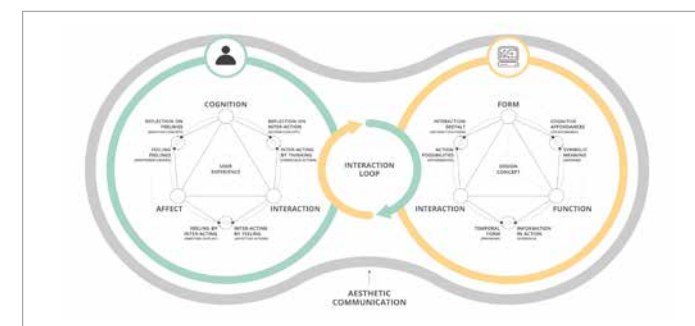 COGNITION
REFLECTION ON
FEELINGS
REFLECTION ON
INTER-ACTION
FEELING
FEELINGS
INTER-ACTING
BY THINKING
USER
EXPERIENCE
AFFECT
INTERACTION
FEELING BY
INTER-ACTING
INTER-ACTING
BY FEELING
INTERACTION
LOOP
FORM
INTERACTION
GESTALT
COGNITIVE
AFFORDANCES
ACTION
POSSIBILITIES
SYMBOLIC
MEANING
DESIGN
CONCEPT
INTERACTION
FUNCTION
TEMPORAL
FORM
INFORMATION
IN ACTION
AESTHETIC
COMMUNICATION